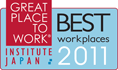 GREAT
PLACE TO
WORK®
INSTITUTE
JAPAN
BEST
workplaces
2011